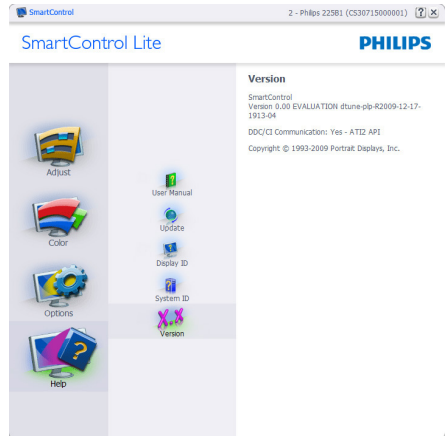 SmartControl
2 - Philips 225B1 (CS30715000001)
SmartControl Lite
PHILIPS
Adjust
Color
Options
Help
User Manual
Update
Display ID
System ID
X.X
Version
Version
SmartControl
Version 0.00 EVALUATION dtune-plp-R2009-12-17-
1913-04
DDC/CI Communication: Yes - ATI2 API
Copyright © 1993-2009 Portrait Displays, Inc.